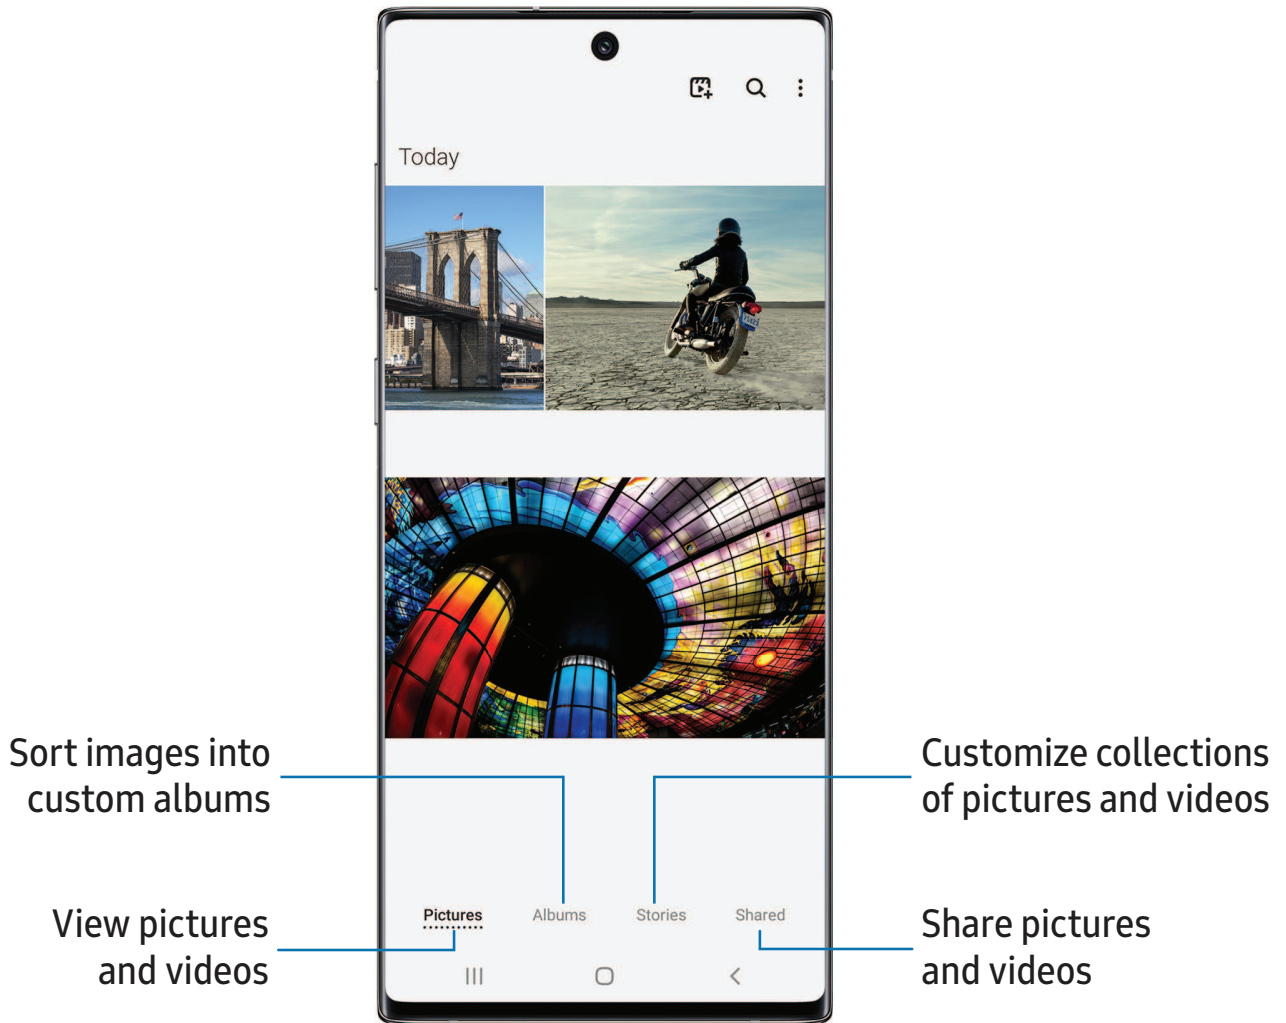 Today
Sort images into
custom albums
Customize collections
of pictures and videos
Pictures
Albums
Stories
Shared
View pictures
and videos
Share pictures
and videos